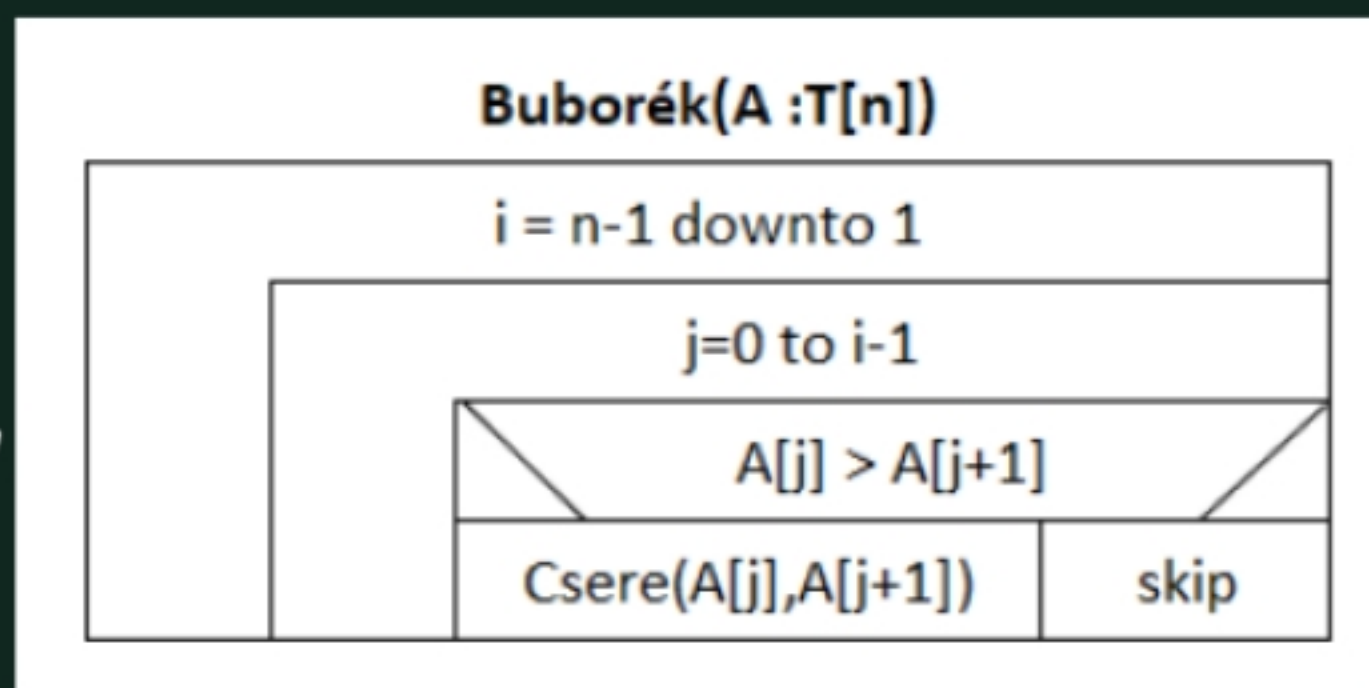 Buborék(A :T[n])
i = n-1 downto 1
j=0 to i-1
A[j] > A[j+1]
Csere(A[j],A[j+1])
skip